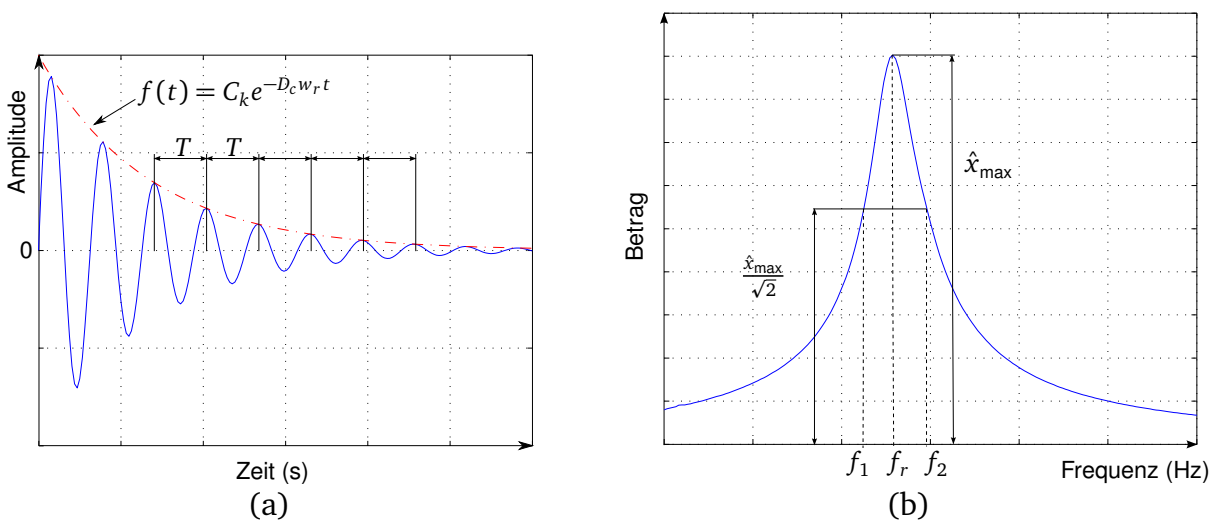 f(t) = C_k e^{-D_c w_r t}
T T
Amplitude
0
Zeit (s)
(a)
x̂_max
x̂_max/√2
Betrag
f_1 f_r f_2
Frequenz (Hz)
(b)